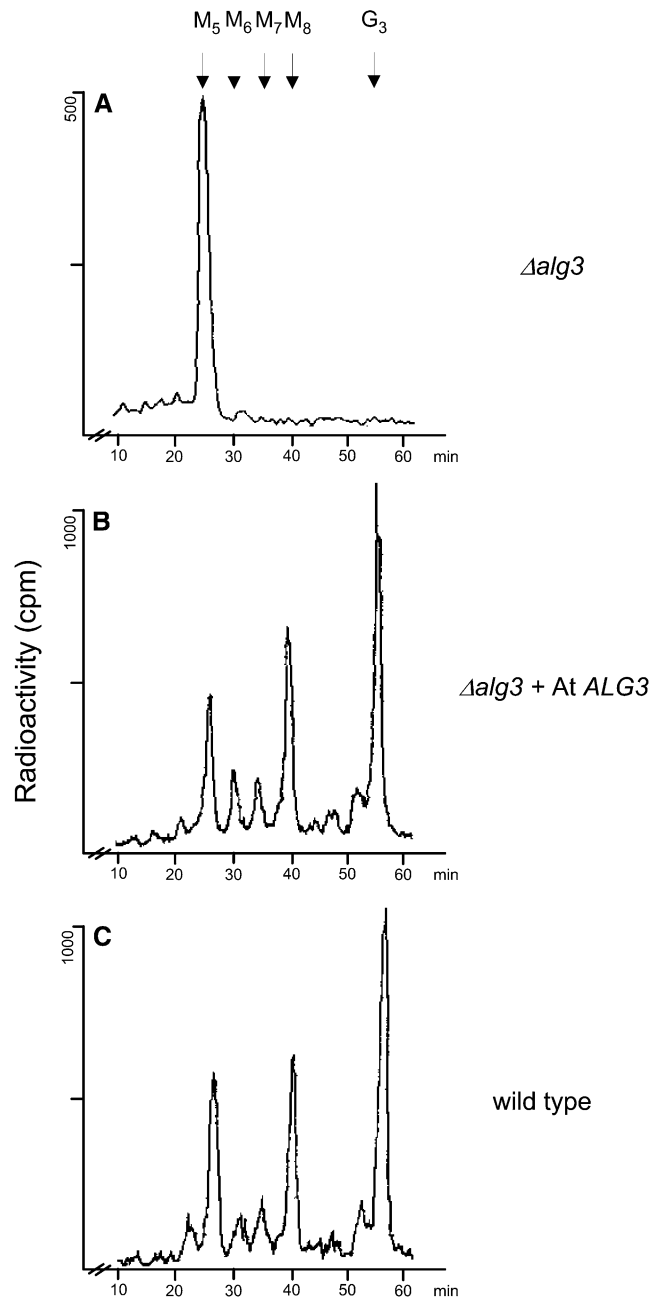 M5 M6 M7 M8 G3
A
500
Δalg3
10 20 30 40 50 60 min
B
1000
Radioactivity (cpm)
Δalg3 + At ALG3
10 20 30 40 50 60 min
C
1000
wild type
10 20 30 40 50 60 min